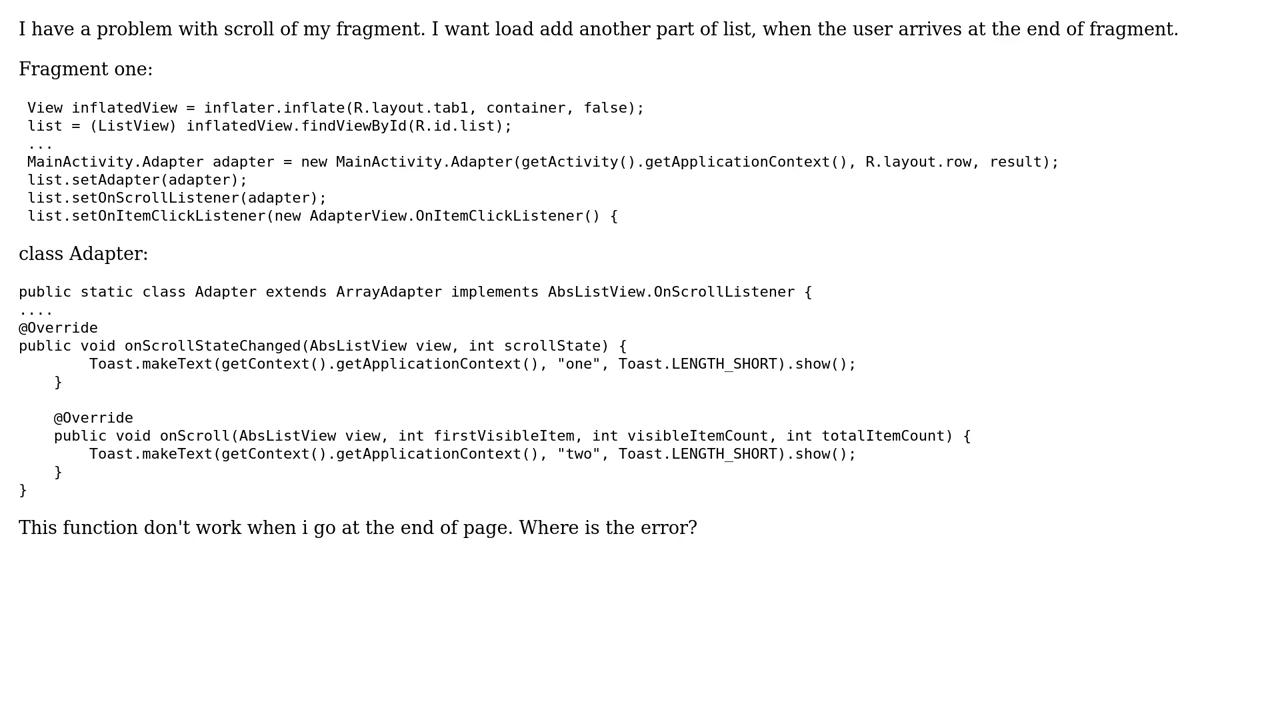 I have a problem with scroll of my fragment. I want load add another part of list, when the user arrives at the end of fragment.
Fragment one:
View inflatedView = inflater.inflate(R.layout.tab1, container, false);
list = (ListView) inflatedView.findViewById(R.id.list);
...
MainActivity.Adapter adapter = new MainActivity.Adapter(getActivity().getApplicationContext(), R.layout.row, result);
list.setAdapter(adapter);
list.setOnScrollListener(adapter);
list.setOnItemClickListener(new AdapterView.OnItemClickListener() {
class Adapter:
public static class Adapter extends ArrayAdapter implements AbsListView.OnScrollListener {
....
@Override
public void onScrollStateChanged(AbsListView view, int scrollState) {
Toast.makeText(getContext().getApplicationContext(), "one", Toast.LENGTH_SHORT).show();
}
@Override
public void onScroll(AbsListView view, int firstVisibleItem, int visibleItemCount, int totalItemCount) {
Toast.makeText(getContext().getApplicationContext(), "two", Toast.LENGTH_SHORT).show();
}
}
This function don't work when i go at the end of page. Where is the error?